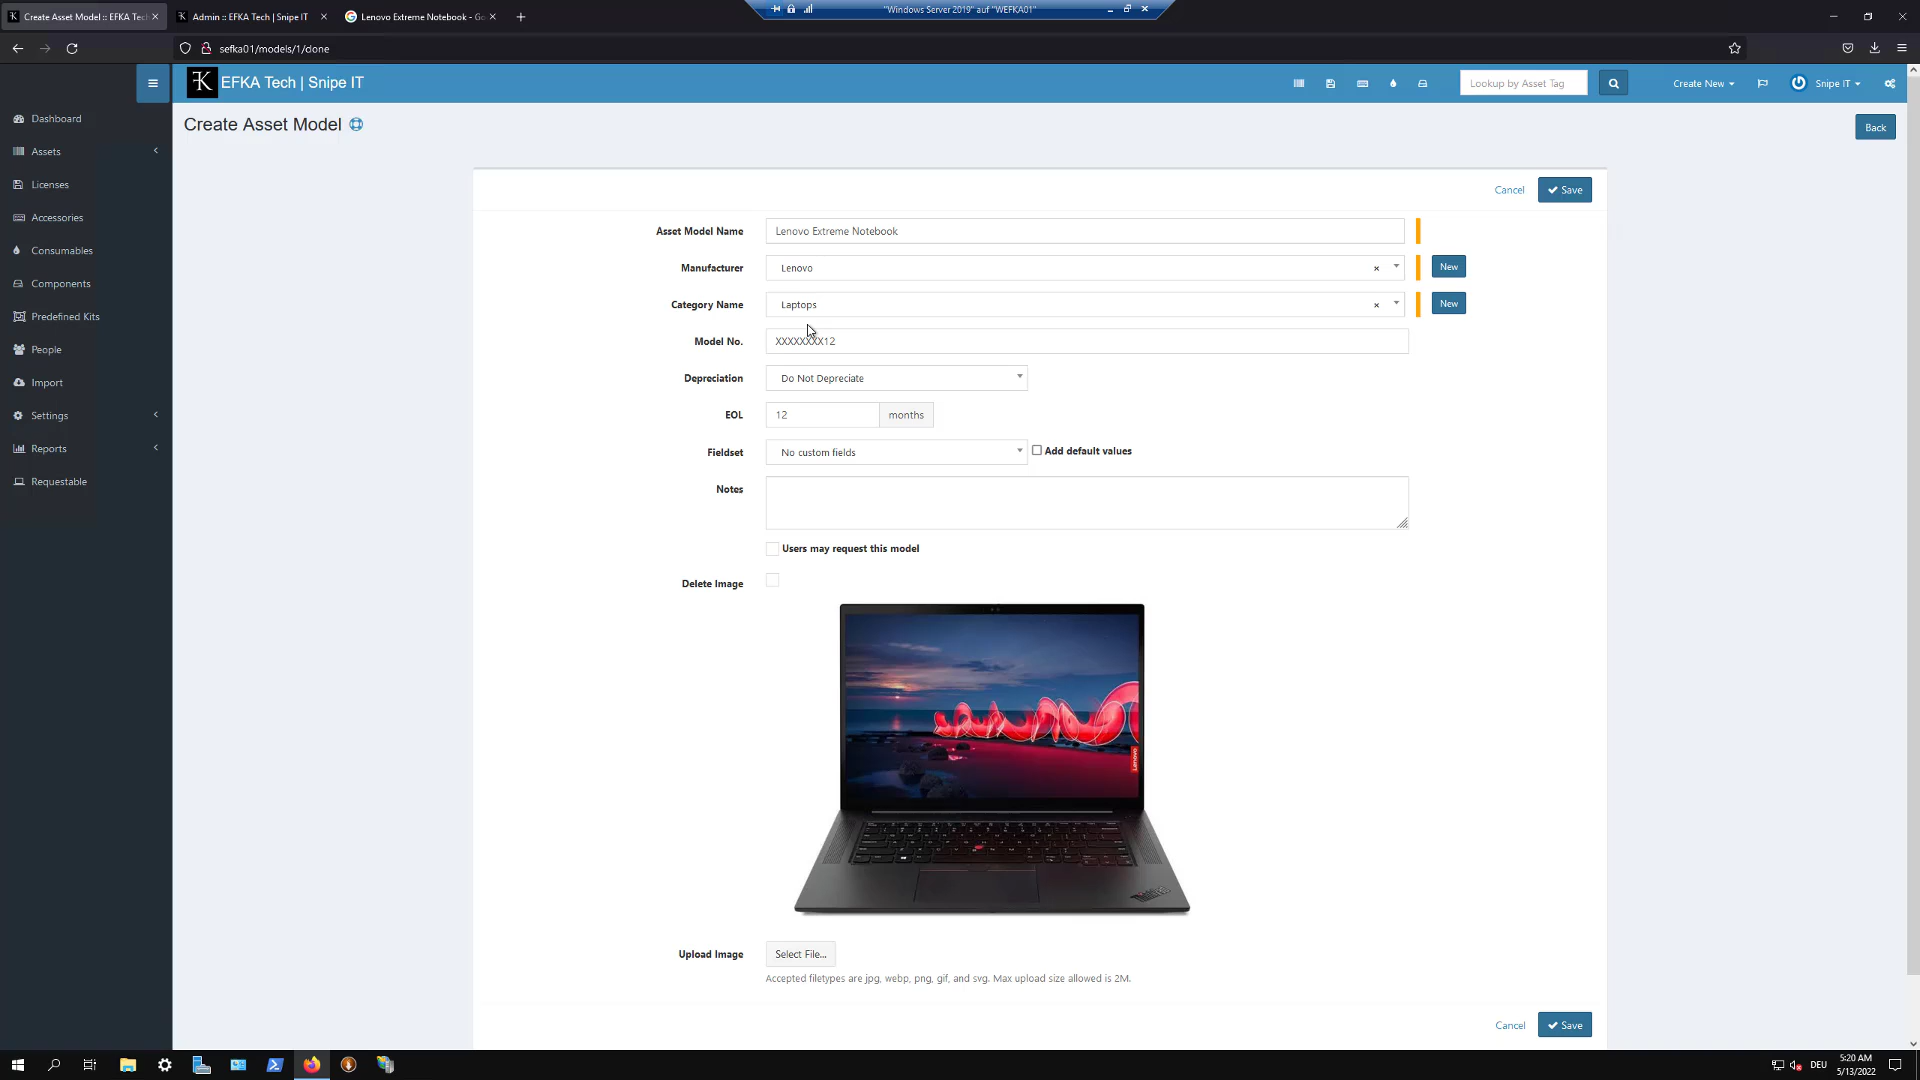 Create Asset Model :: EFKA Tech
Admin :: EFKA Tech | Snipe IT
Lenovo Extreme Notebook - Go
"Windows Server 2019" auf "WEFKA01"
sefka01/models/1/clone
EFKA Tech | Snipe IT
Lookup by Asset Tag
Create New
Snipe IT
Create Asset Model
Back
Dashboard
Assets
Licenses
Accessories
Consumables
Components
Predefined Kits
People
Import
Settings
Reports
Requestable
Cancel
Save
Asset Model Name
Lenovo Extreme Notebook
Manufacturer
Lenovo
New
Category Name
Laptops
New
Model No.
XXXXXXXX12
Depreciation
Do Not Depreciate
EOL
12
months
Fieldset
No custom fields
Add default values
Notes
Users may request this model
Delete Image
Lenovo
Upload Image
Select File...
Accepted filetypes are jpg, webp, png, gif, and svg. Max upload size allowed is 2M.
Cancel
Save
DEU
5:20 AM
5/13/2022